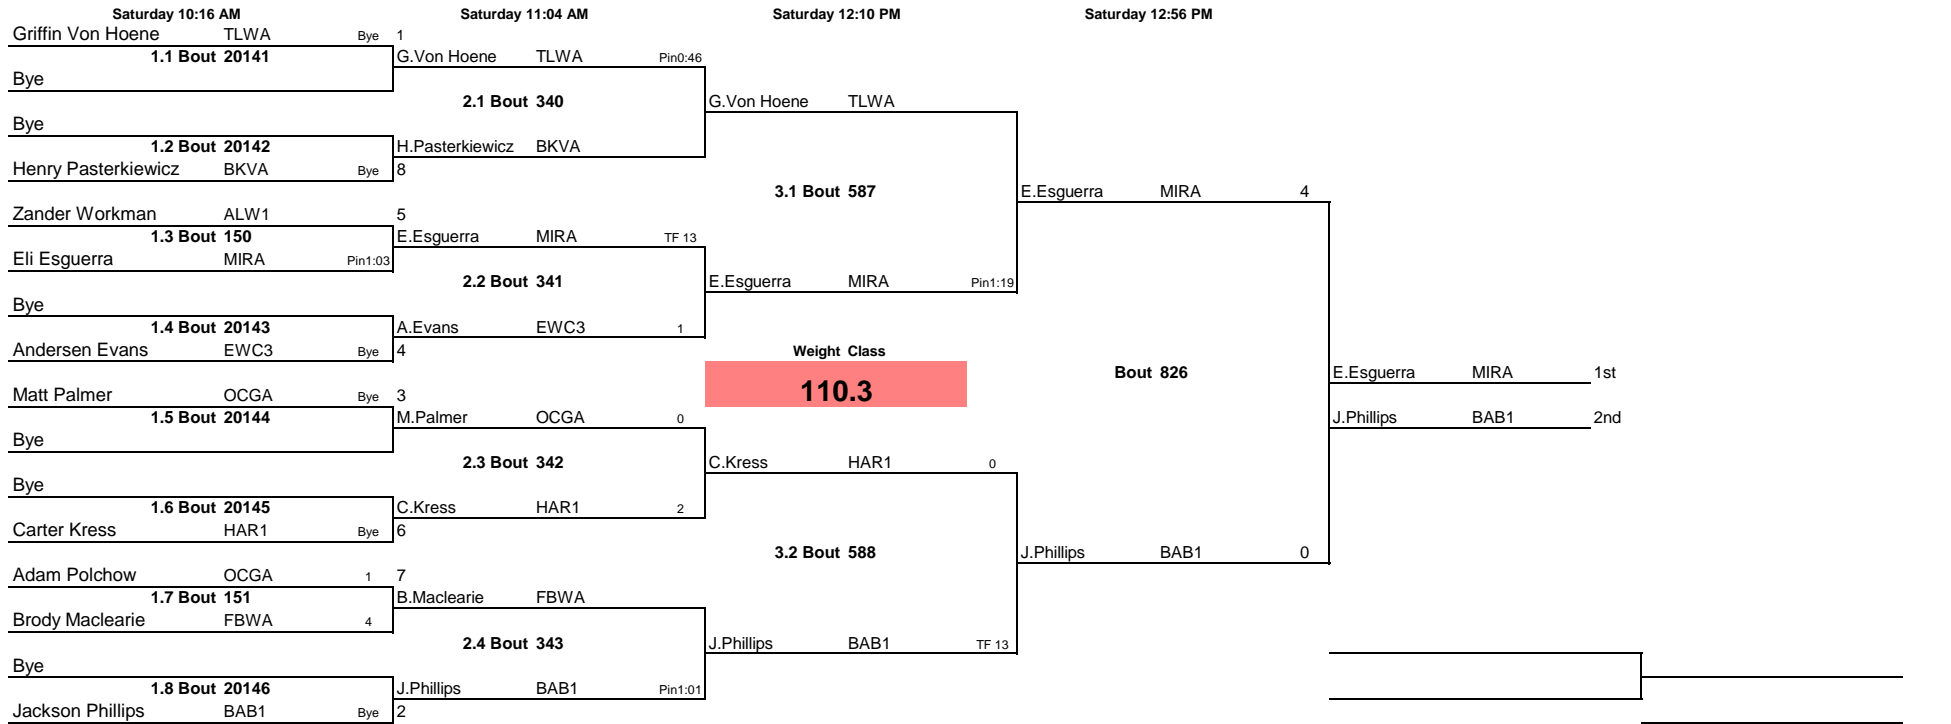 Saturday 10:16 AM Saturday 11:04 AM Saturday 12:10 PM Saturday 12:56 PM
Griffin Von Hoene TLWA Bye 1
1.1 Bout 20141 G.Von Hoene TLWA Pin0:46
Bye
2.1 Bout 340 G.Von Hoene TLWA
Bye
1.2 Bout 20142 H.Pasterkiewicz BKVA
Henry Pasterkiewicz BKVA Bye 8
3.1 Bout 587 E.Esguerra MIRA 4
Zander Workman ALW1 5
1.3 Bout 150 E.Esguerra MIRA TF 13
Eli Esguerra MIRA Pin1:03
2.2 Bout 341 E.Esguerra MIRA Pin1:19
Bye
1.4 Bout 20143 A.Evans EWC3 1
Andersen Evans EWC3 Bye 4 Weight Class
Bout 826 E.Esguerra MIRA 1st
Matt Palmer OCGA Bye 3 110.3
1.5 Bout 20144 M.Palmer OCGA 0 J.Phillips BAB1 2nd
Bye
2.3 Bout 342 C.Kress HAR1 0
Bye
1.6 Bout 20145 C.Kress HAR1 2
Carter Kress HAR1 Bye 6
3.2 Bout 588 J.Phillips BAB1 0
Adam Polchow OCGA 1 7
1.7 Bout 151 B.Maclearie FBWA
Brody Maclearie FBWA 4
2.4 Bout 343 J.Phillips BAB1 TF 13
Bye
1.8 Bout 20146 J.Phillips BAB1 Pin1:01
Jackson Phillips BAB1 Bye 2